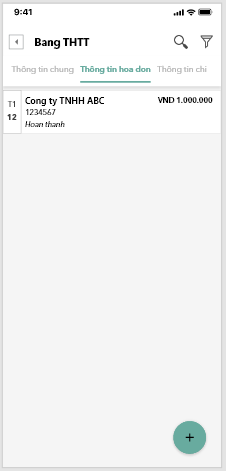 9:41
Bang THTT
Thông tin chung Thông tin hoa don Thông tin chi
T1 Cong ty TNHH ABC VND 1.000.000
12 1234567
Hoan thanh
+